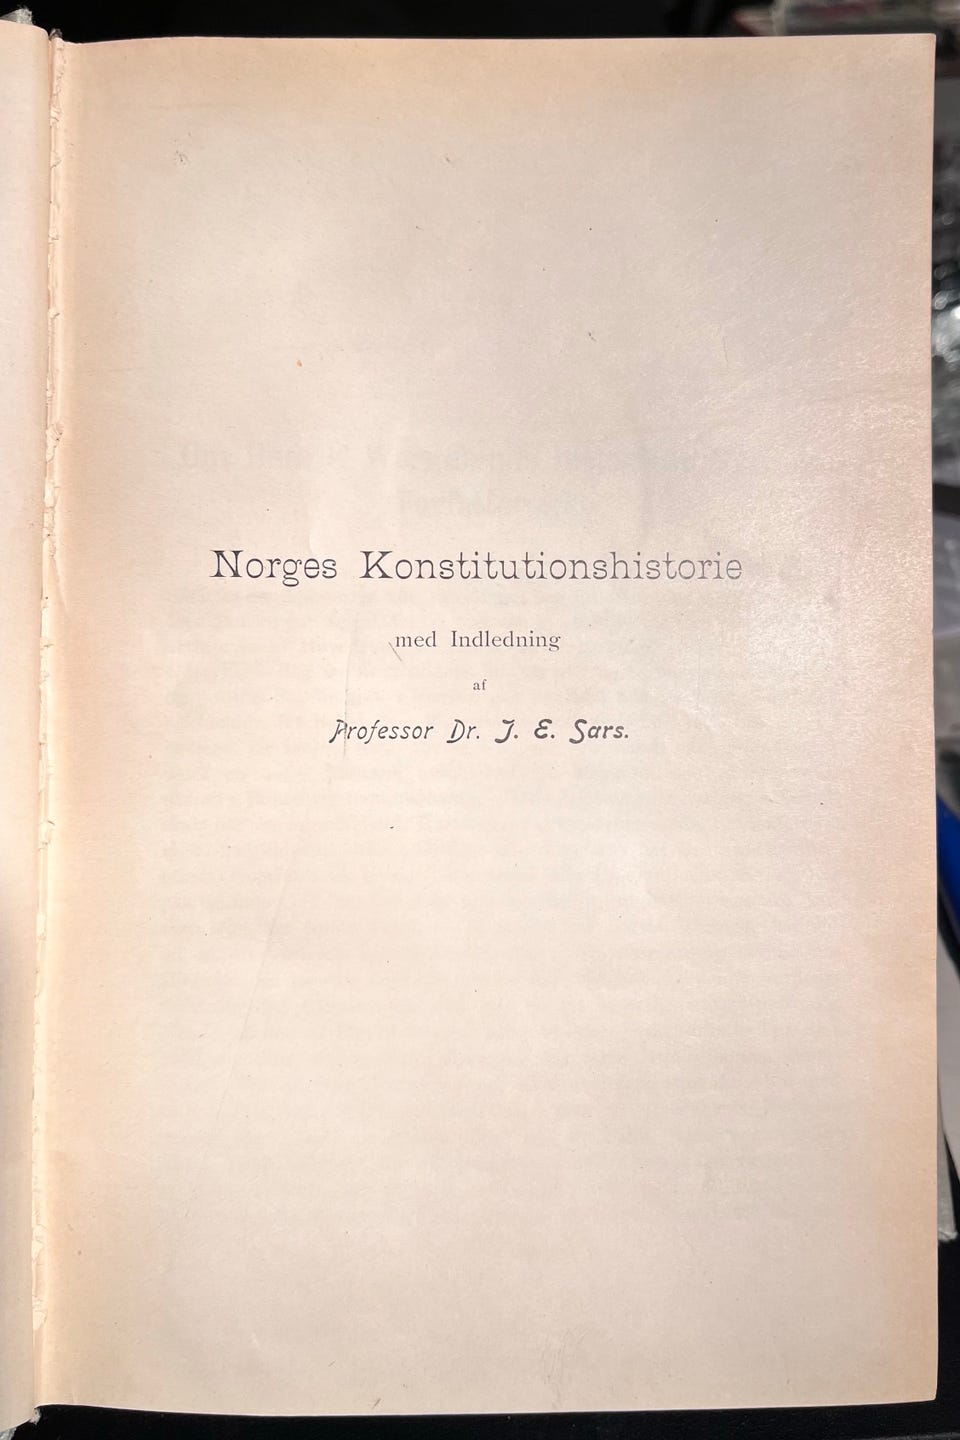 Norges Konstitutionshistorie
med Indledning
af
Professor Dr. J. E. Sars.